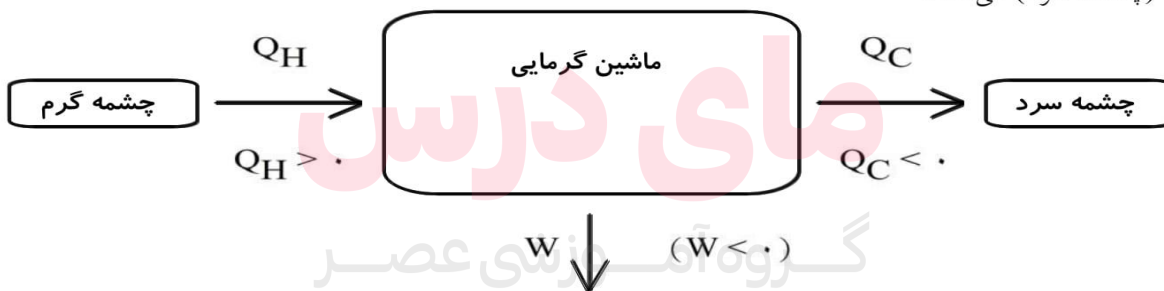 Q_H
ماشین گرمایی
Q_C
چشمه گرم
چشمه سرد
Q_H > ۰
Q_C < ۰
W (W < ۰)
مای درس
گروه آموزشی عصر